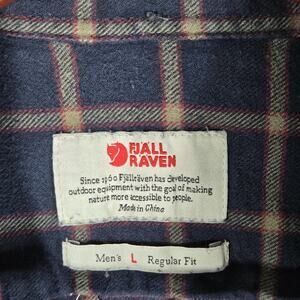 FJÄLL
RÄVEN
Since 1960 Fjällräven has developed
outdoor equipment with the goal of making
nature more accessible to people.
Made in China
Men's L Regular Fit